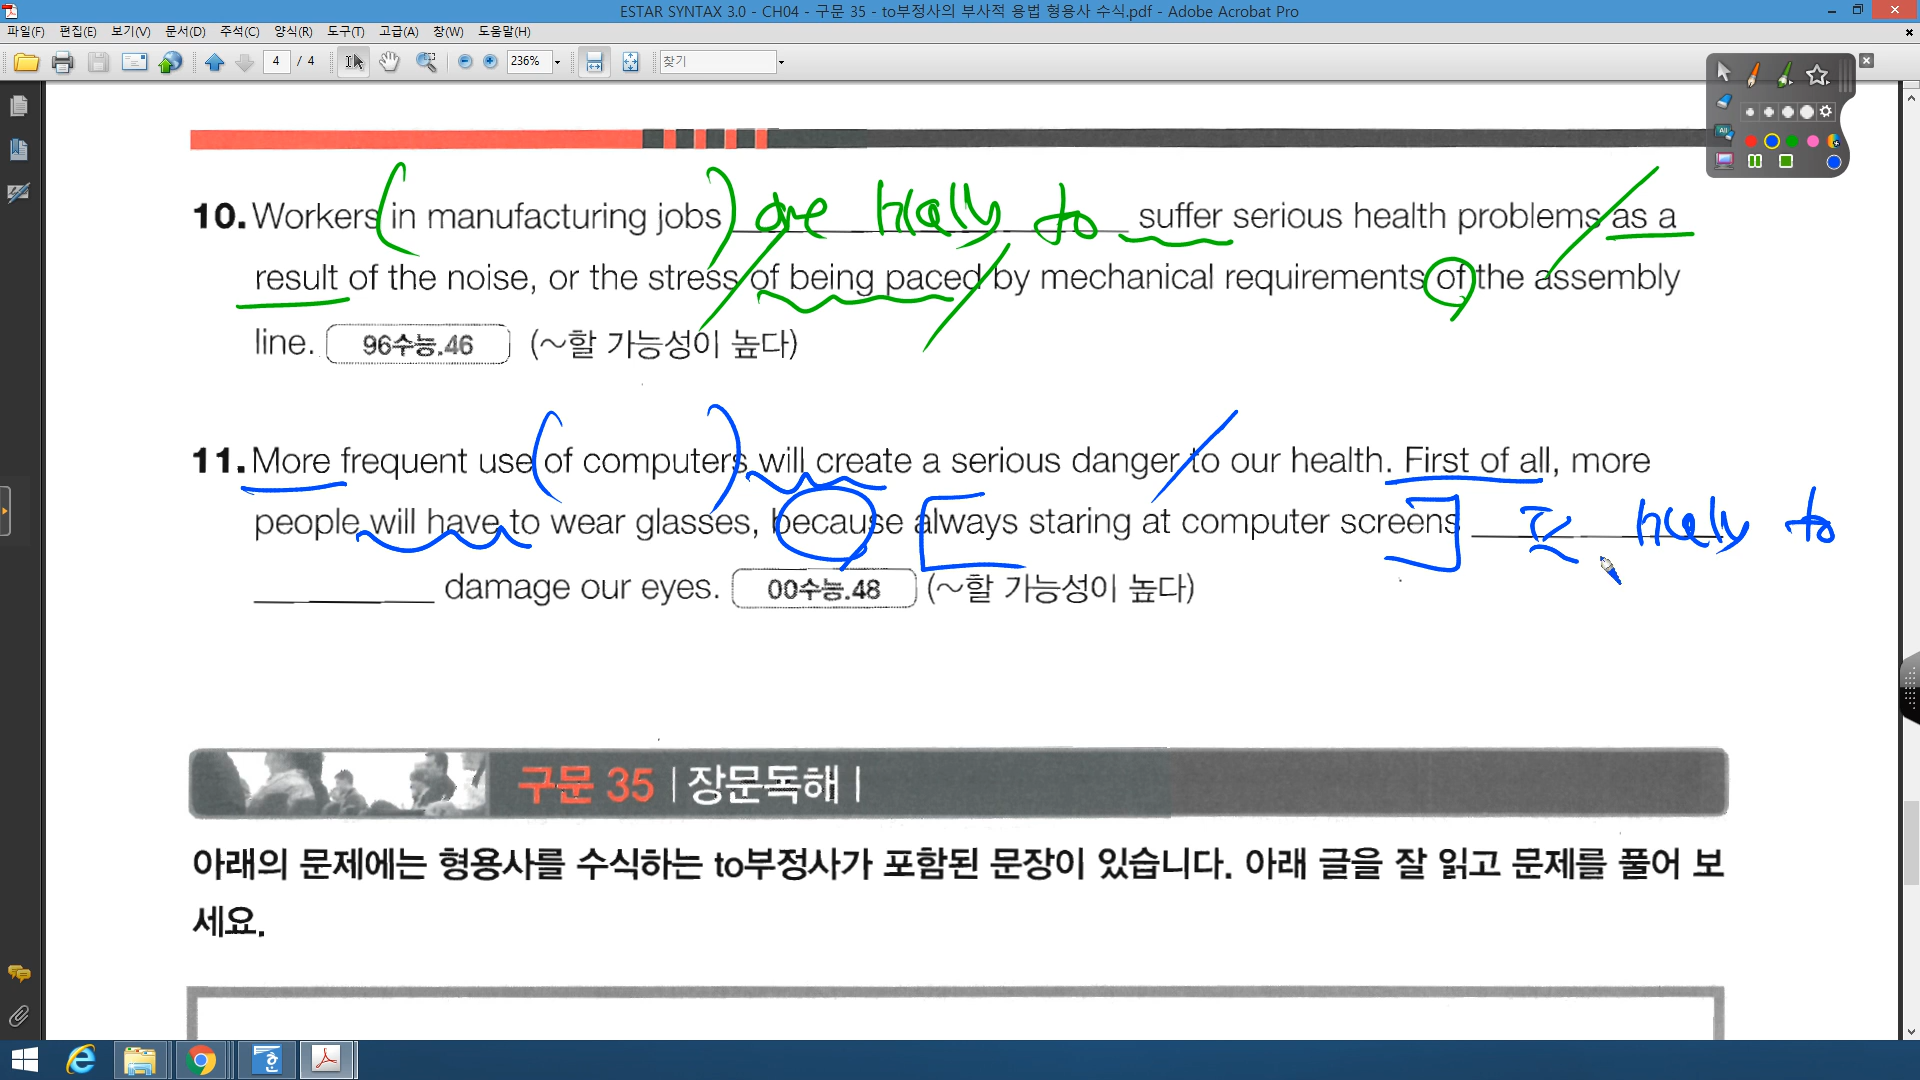 ESTAR SYNTAX 3.0 - CH04 - 구문 35 - to부정사의 부사적 용법 형용사 수식.pdf - Adobe Acrobat Pro
파일(F) 편집(E) 보기(V) 문서(D) 주석(C) 양식(R) 도구(T) 고급(A) 창(W) 도움말(H)
4 / 4 236% 찾기
10. Workers in manufacturing jobs are likely to suffer serious health problems as a
result of the noise, or the stress of being paced by mechanical requirements of the assembly
line. 96수능.46 (~할 가능성이 높다)
11. More frequent use of computers will create a serious danger to our health. First of all, more
people will have to wear glasses, because always staring at computer screens is likely to
damage our eyes. 00수능.48 (~할 가능성이 높다)
구문 35 | 장문독해 |
아래의 문제에는 형용사를 수식하는 to부정사가 포함된 문장이 있습니다. 아래 글을 잘 읽고 문제를 풀어 보
세요.